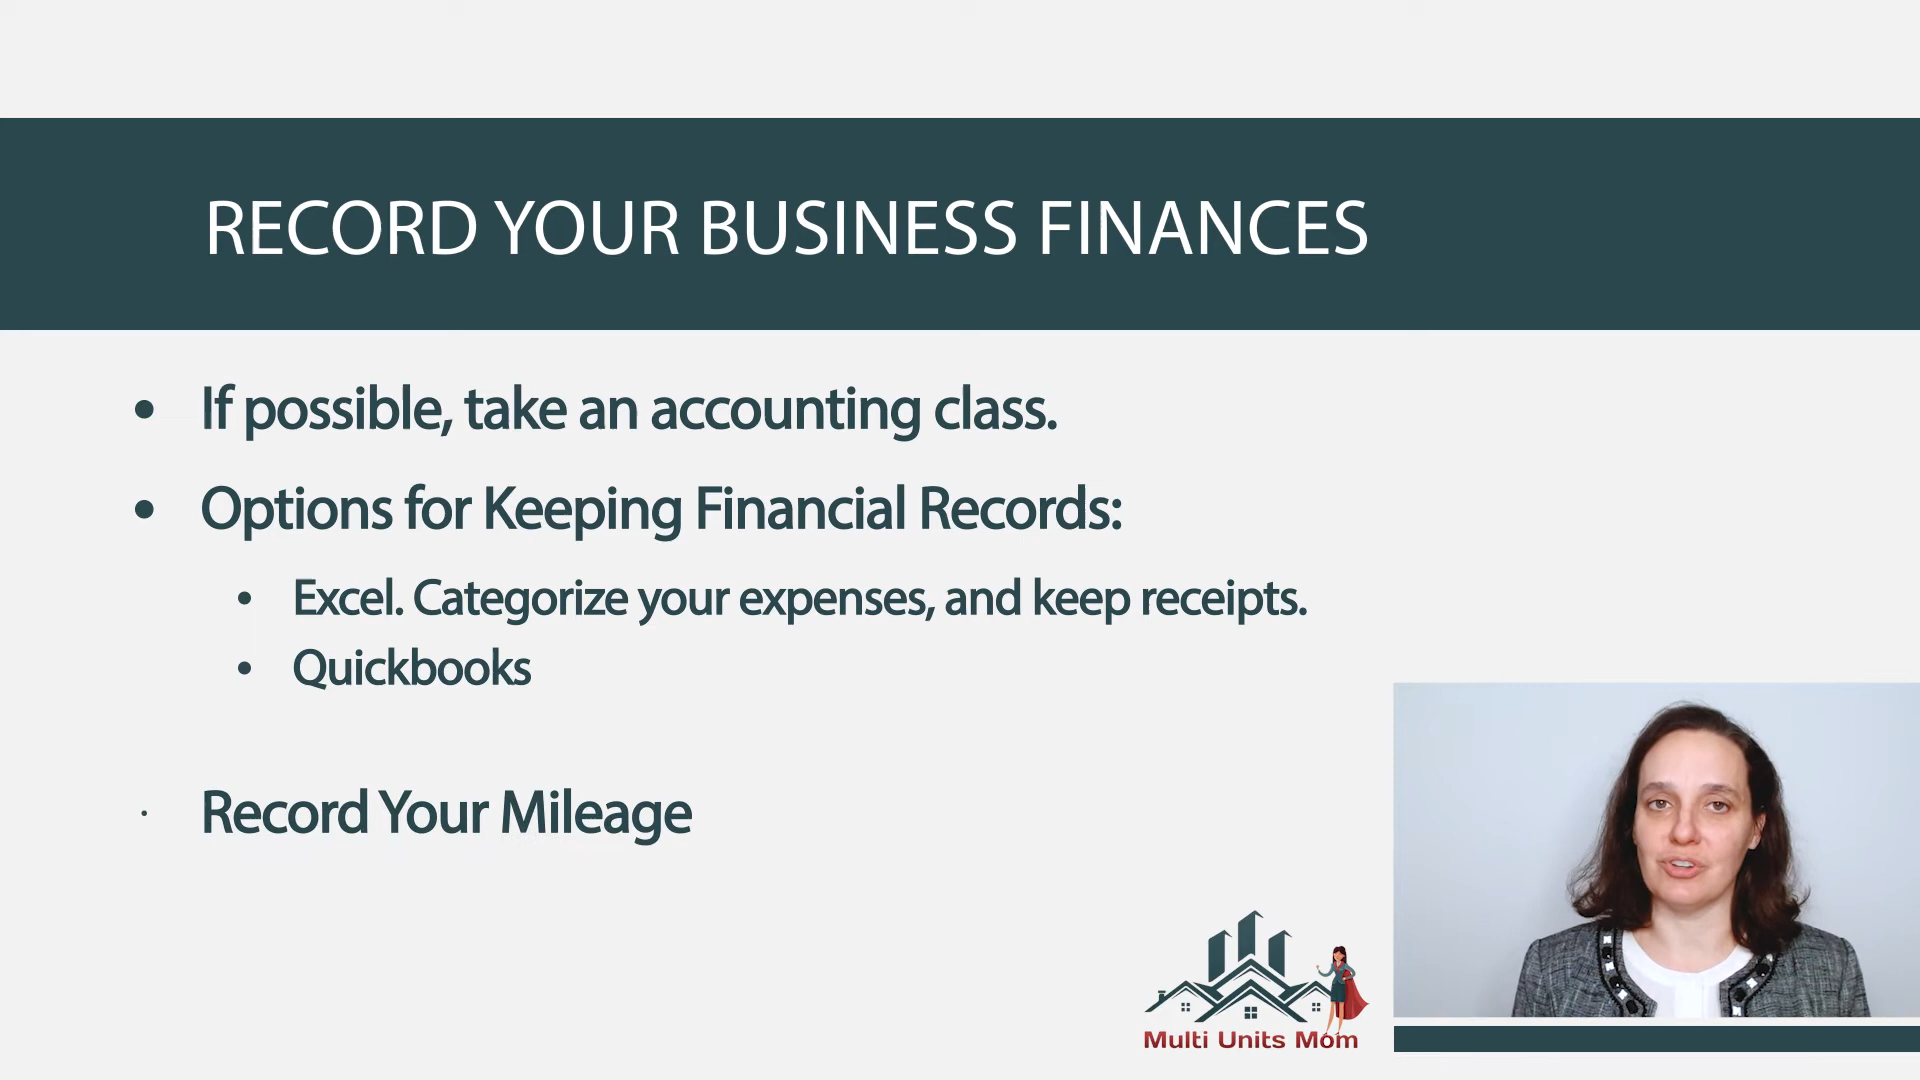 RECORD YOUR BUSINESS FINANCES
• If possible, take an accounting class.
• Options for Keeping Financial Records:
• Excel. Categorize your expenses, and keep receipts.
• Quickbooks
· Record Your Mileage
Multi Units Mom